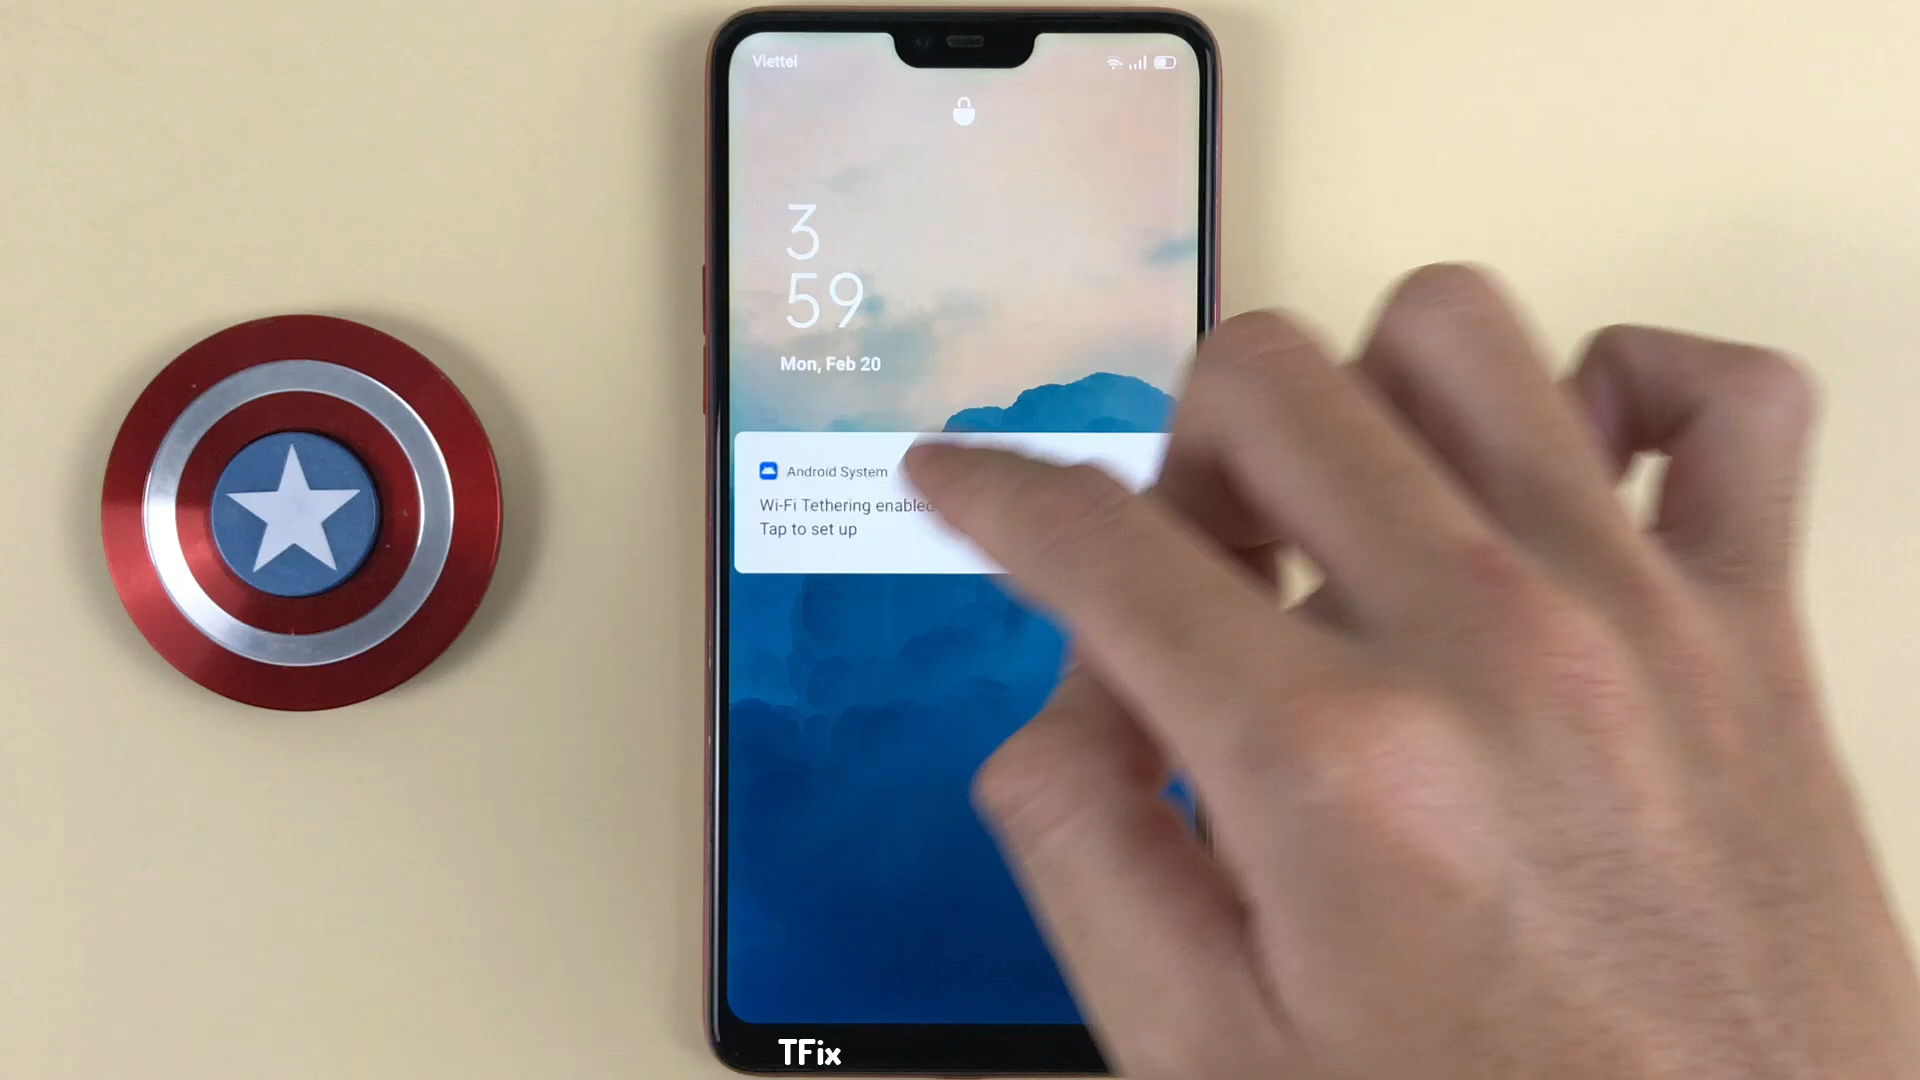 Viettel
3
59
Mon, Feb 20
Android System
Wi-Fi Tethering enabled
Tap to set up
TFix